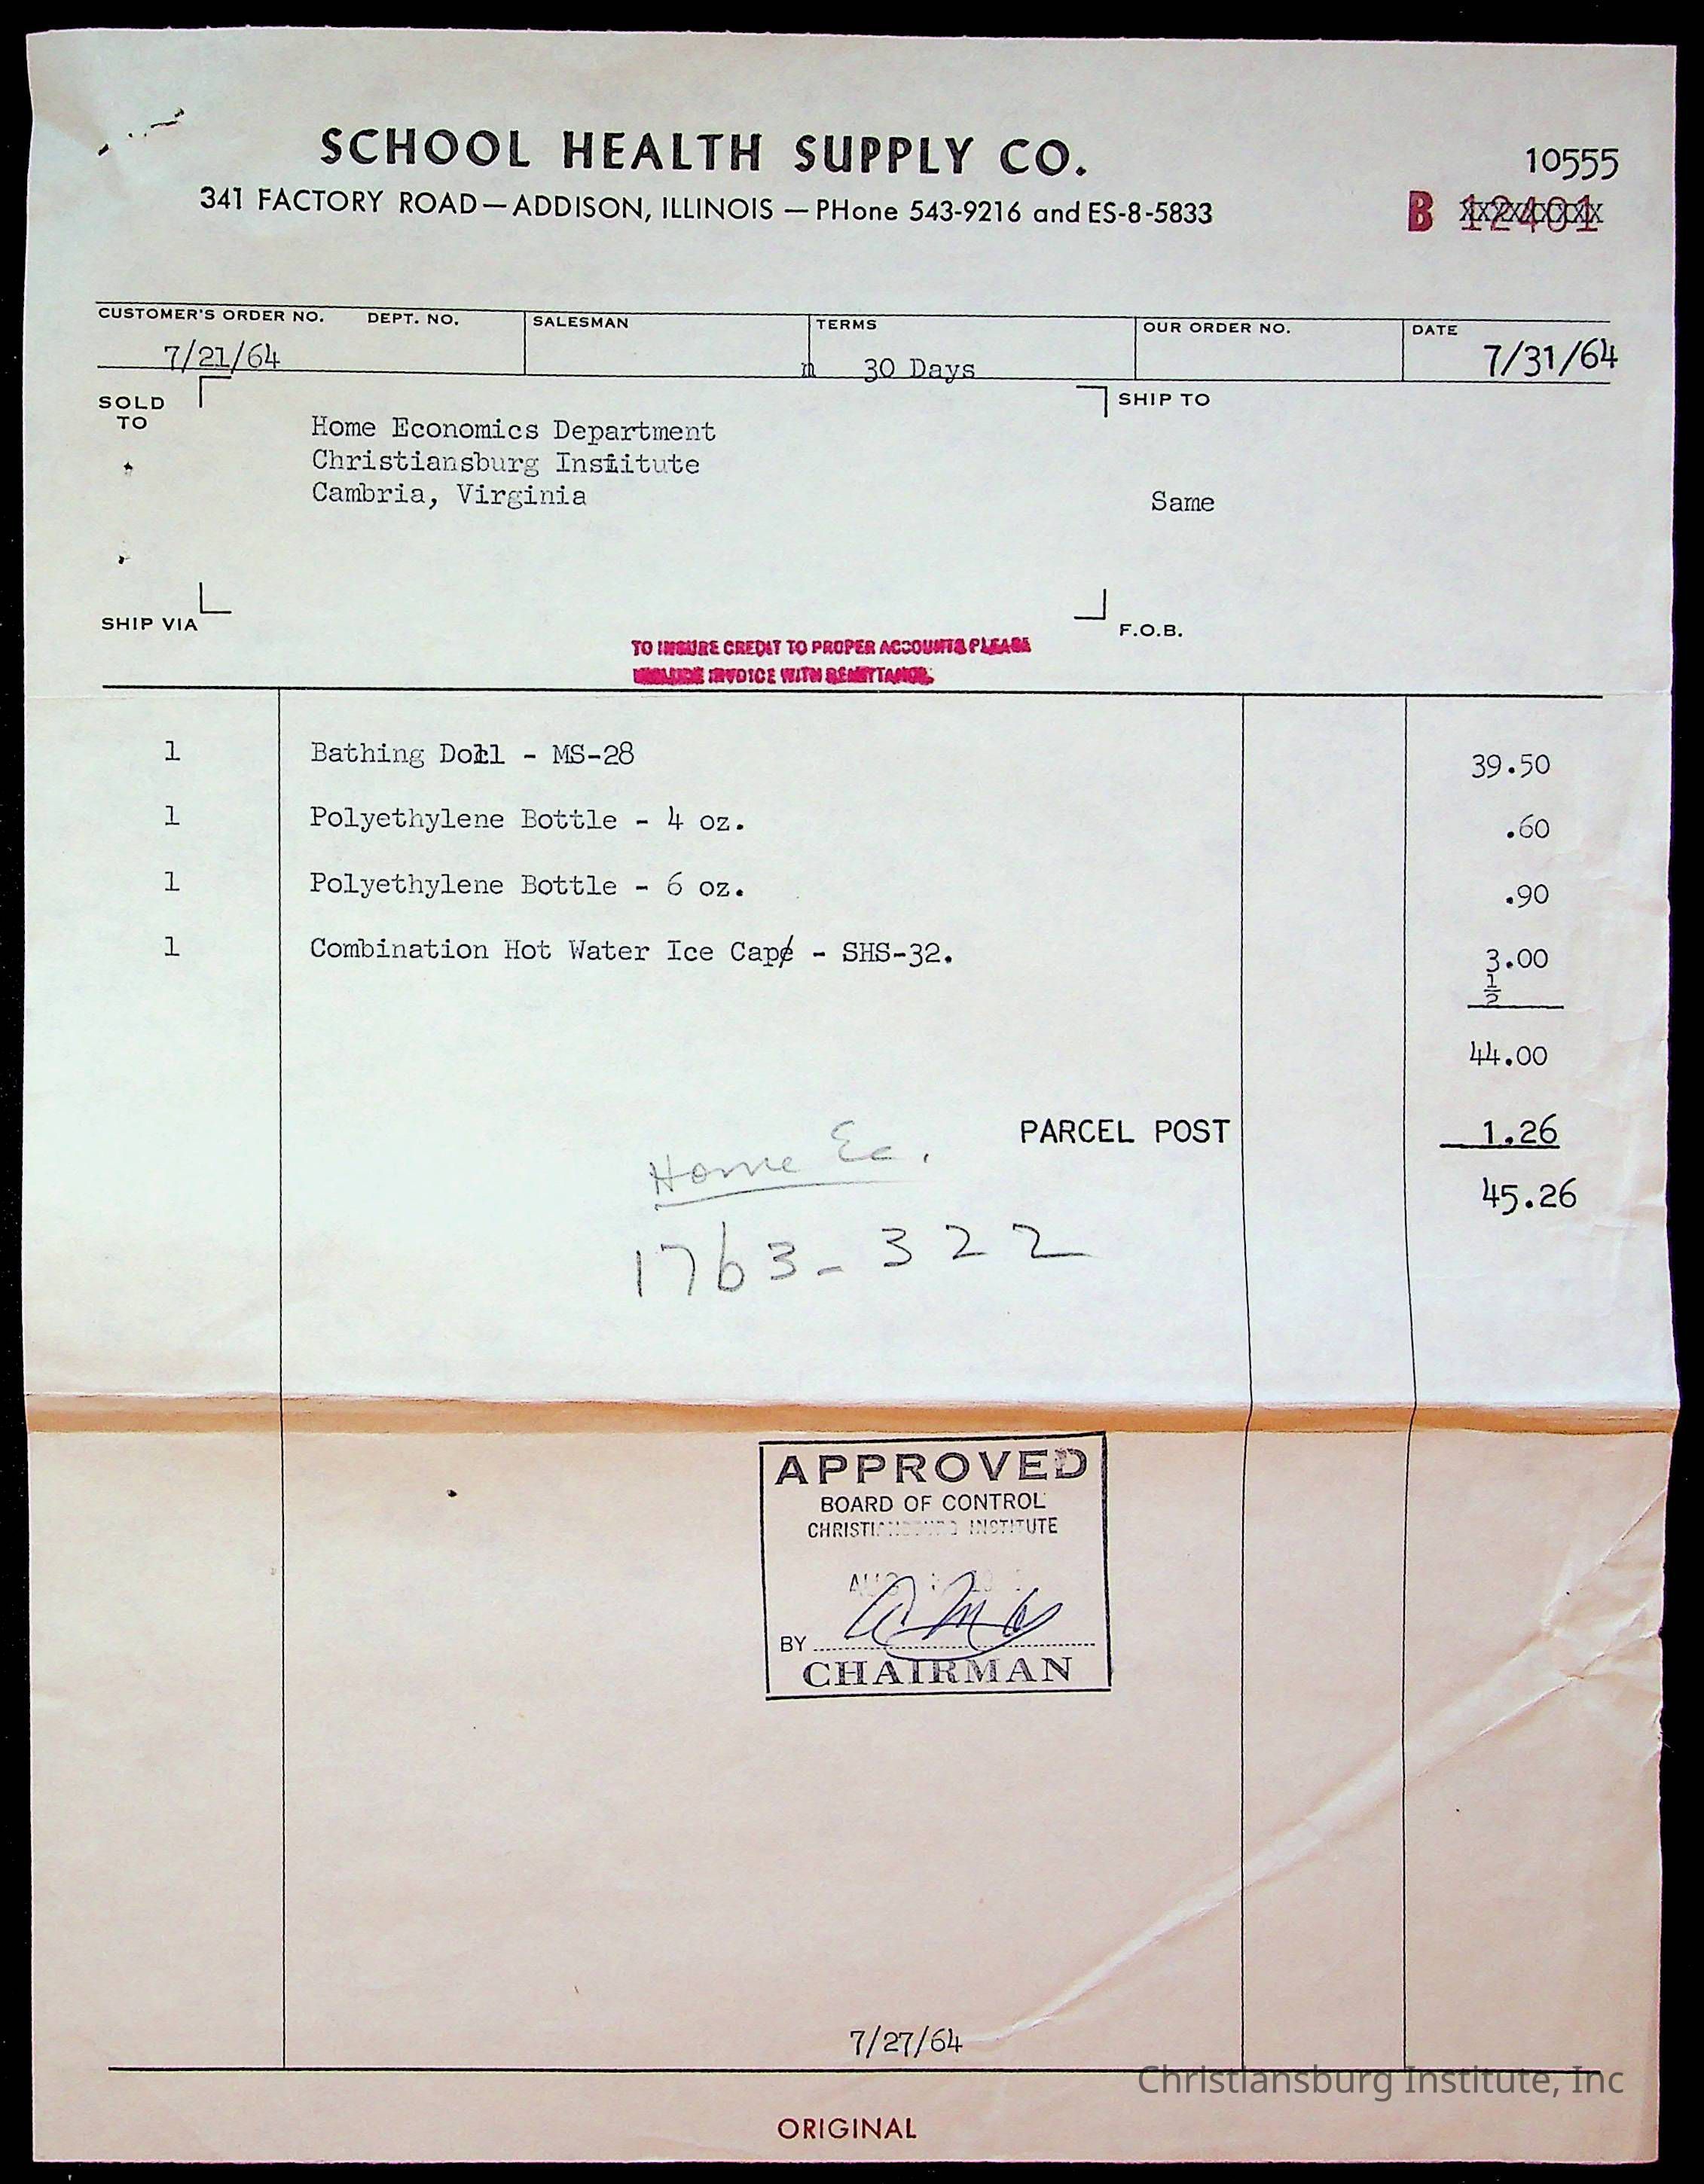 SCHOOL HEALTH SUPPLY CO.
341 FACTORY ROAD — ADDISON, ILLINOIS — PHone 543-9216 and ES-8-5833
10555
B 12401
CUSTOMER'S ORDER NO. DEPT. NO. SALESMAN TERMS OUR ORDER NO. DATE
7/21/64 n 30 Days 7/31/64
SOLD TO
SHIP TO
Home Economics Department
Christiansburg Institute
Cambria, Virginia
Same
SHIP VIA
F.O.B.
TO INSURE CREDIT TO PROPER ACCOUNTS PLEASE
INCLUDE INVOICE WITH REMITTANCE.
1 Bathing Doll - MS-28 39.50
1 Polyethylene Bottle - 4 oz. .60
1 Polyethylene Bottle - 6 oz. .90
1 Combination Hot Water Ice Cap - SHS-32. 3.00
1/2
44.00
PARCEL POST 1.26
45.26
Home Ec.
1763-322
APPROVED
BOARD OF CONTROL
CHRISTIANSBURG INSTITUTE
AUG
BY
CHAIRMAN
7/27/64
Christiansburg Institute, Inc
ORIGINAL